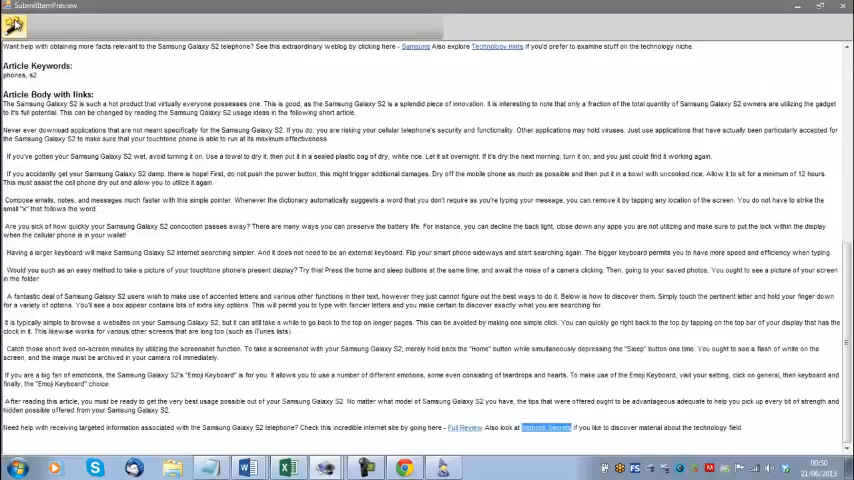 SubmitItemPreview
Want help with obtaining more facts relevant to the Samsung Galaxy S2 telephone? See this extraordinary weblog by clicking here - Samsung Also explore Technology Hints if you'd prefer to examine stuff on the technology niche.
Article Keywords:
phones, s2
Article Body with links:
The Samsung Galaxy S2 is such a hot product that virtually everyone possesses one. This is good, as the Samsung Galaxy S2 is a splendid piece of innovation. It is interesting to note that only a fraction of the total quantity of Samsung Galaxy S2 owners are utilizing the gadget
to it's full potential. This can be changed by reading the Samsung Galaxy S2 usage ideas in the following short article.
Never ever download applications that are not meant specifically for the Samsung Galaxy S2. If you do, you are risking your cellular telephone's security and functionality. Other applications may hold viruses. Just use applications that have actually been particularly accepted for
the Samsung Galaxy S2 to make sure that your touchtone phone is able to run at its maximum effectiveness.
If you've gotten your Samsung Galaxy S2 wet, avoid turning it on. Use a towel to dry it, then put it in a sealed plastic bag of dry, white rice. Let it sit overnight. If it's dry the next morning, turn it on, and you just could find it working again.
If you accidently get your Samsung Galaxy S2 damp, there is hope! First, do not push the power button; this might trigger additional damages. Dry off the mobile phone as much as possible and then put it in a bowl with uncooked rice. Allow it to sit for a minimum of 12 hours.
This must assist the cell phone dry out and allow you to utilize it again.
Compose emails, notes, and messages much faster with this simple pointer. Whenever the dictionary automatically suggests a word that you don't require as you're typing your message, you can remove it by tapping any location of the screen. You do not have to strike the
small "x" that follows the word.
Are you sick of how quickly your Samsung Galaxy S2 concoction passes away? There are many ways you can preserve the battery life. For instance, you can decline the back light, close down any apps you are not utilizing and make sure to put the lock within the display
when the cellular phone is in your wallet!
Having a larger keyboard will make Samsung Galaxy S2 internet searching simpler. And it does not need to be an external keyboard. Flip your smart phone sideways and start searching again. The bigger keyboard permits you to have more speed and efficiency when typing
Would you such as an easy method to take a picture of your touchtone phone's present display? Try this! Press the home and sleep buttons at the same time, and await the noise of a camera clicking. Then, going to your saved photos. You ought to see a picture of your screen
in the folder.
A fantastic deal of Samsung Galaxy S2 users wish to make use of accented letters and various other functions in their text, however they just cannot figure out the best ways to do it. Below is how to discover them. Simply touch the pertinent letter and hold your finger down
for a variety of options. You'll see a box appear contains lots of extra key options. This will permit you to type with fancier letters and you make certain to discover exactly what you are searching for.
It is typically simple to browse a websites on your Samsung Galaxy S2, but it can still take a while to go back to the top on longer pages. This can be avoided by making one simple click. You can quickly go right back to the top by tapping on the top bar of your display that has the
clock in it. This likewise works for various other screens that are long too (such as iTunes lists).
Catch those short lived on-screen minutes by utilizing the screenshot function. To take a screenshot with your Samsung Galaxy S2, merely hold back the "Home" button while simultaneously depressing the "Sleep" button one time. You ought to see a flash of white on the
screen, and the image must be archived in your camera roll immediately.
If you are a big fan of emoticons, the Samsung Galaxy S2's "Emoji Keyboard" is for you. It allows you to use a number of different emotions, some even consisting of teardrops and hearts. To make use of the Emoji Keyboard, visit your setting, click on general, then keyboard and
finally, the "Emoji Keyboard" choice.
After reading this article, you must be ready to get the very best usage possible out of your Samsung Galaxy S2. No matter what model of Samsung Galaxy S2 you have, the tips that were offered ought to be advantageous adequate to help you pick up every bit of strength and
hidden possible offered from your Samsung Galaxy S2.
Need help with receiving targeted information associated with the Samsung Galaxy S2 telephone? Check this incredible internet site by going here - Full Review Also look at Netbook Secrets if you like to discover material about the technology field.
00:50
21/06/2013